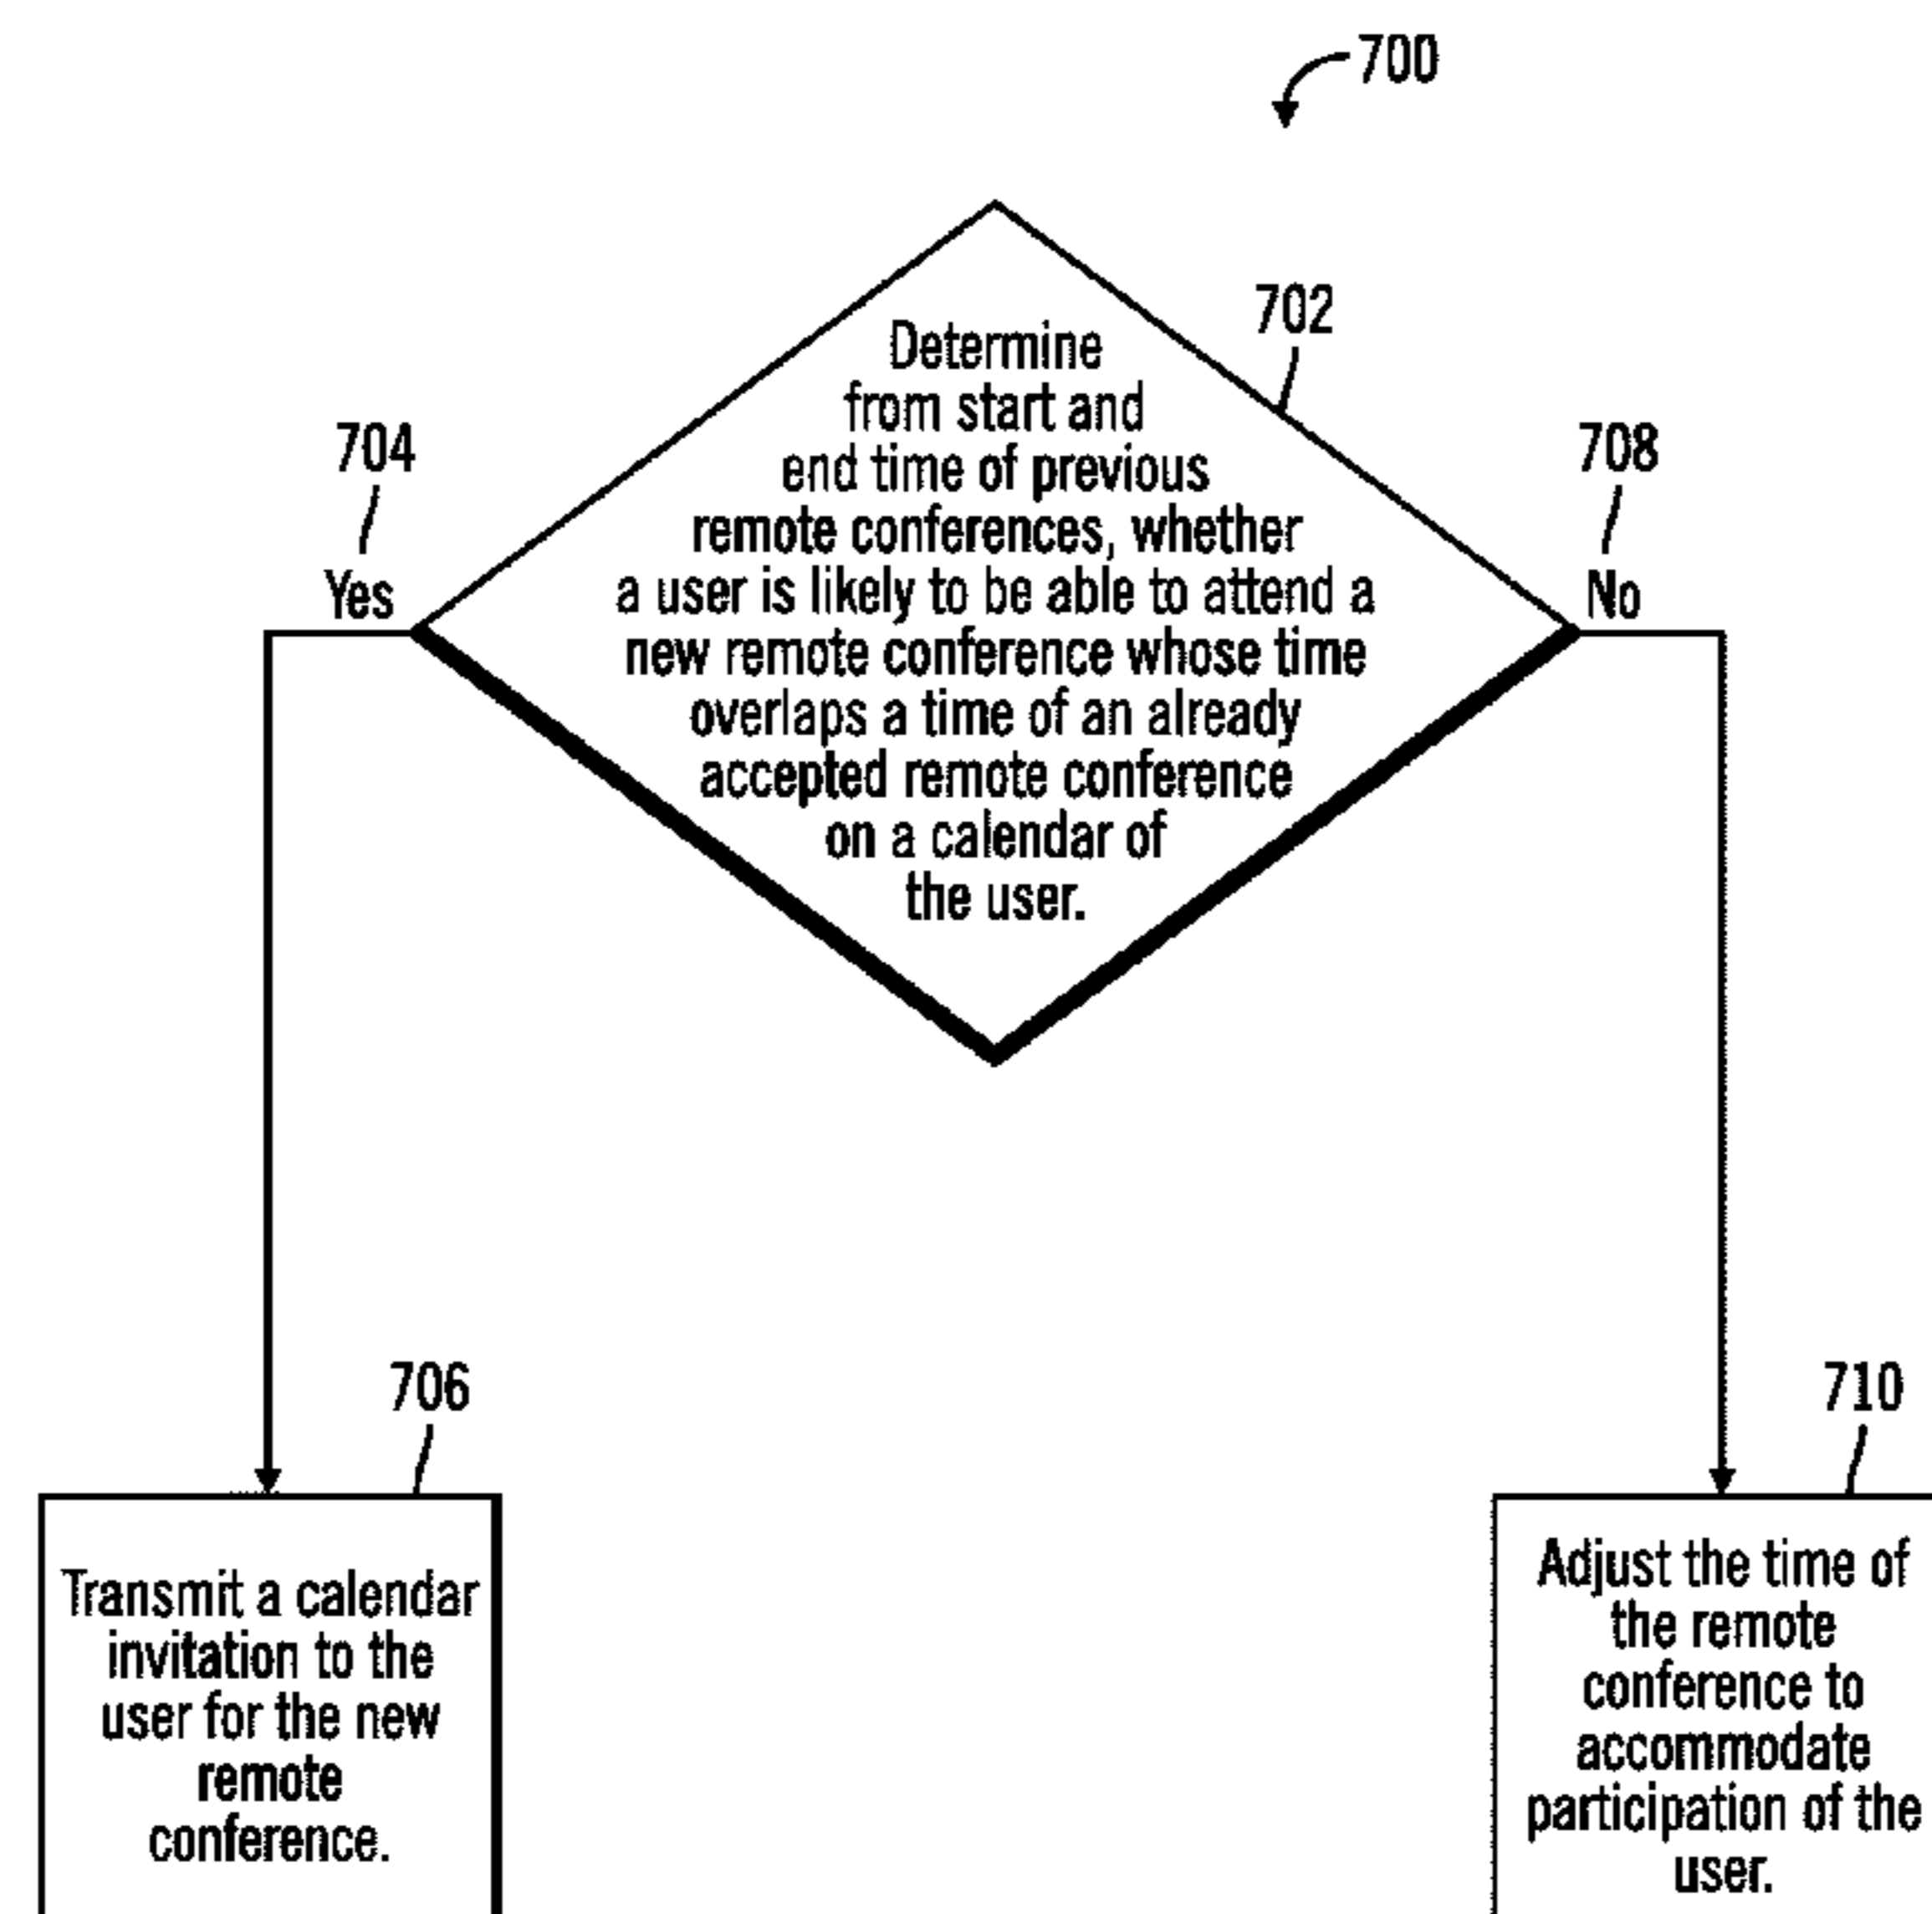 700
702
Determine
from start and
end time of previous
remote conferences, whether
a user is likely to be able to attend a
new remote conference whose time
overlaps a time of an already
accepted remote conference
on a calendar of
the user.
704
Yes
708
No
706
Transmit a calendar
invitation to the
user for the new
remote
conference.
710
Adjust the time of
the remote
conference to
accommodate
participation of the
user.